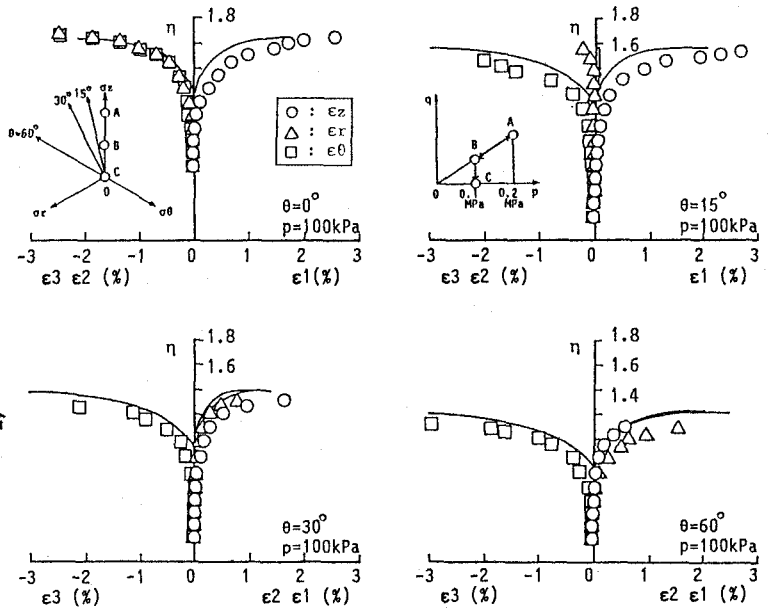 η
1.8
15° σz
30°
A
θ=60°
B
C
0
σr
σθ
○ : εz
△ : εr
□ : εθ
θ=0°
p=100kPa
-3 -2 -1 0 1 2 3
ε3 ε2 (%)
ε1(%)
η
1.8
1.6
q
A
B
C
0 0.1 0.2 p
MPa MPa
θ=15°
p=100kPa
-3 -2 -1 0 1 2 3
ε3 ε2 (%)
ε1 (%)
η
1.8
1.6
θ=30°
p=100kPa
-3 -2 -1 0 1 2 3
ε3 (%)
ε2 ε1 (%)
η
1.8
1.6
1.4
θ=60°
p=100kPa
-3 -2 -1 0 1 2 3
ε3 (%)
ε2 ε1 (%)